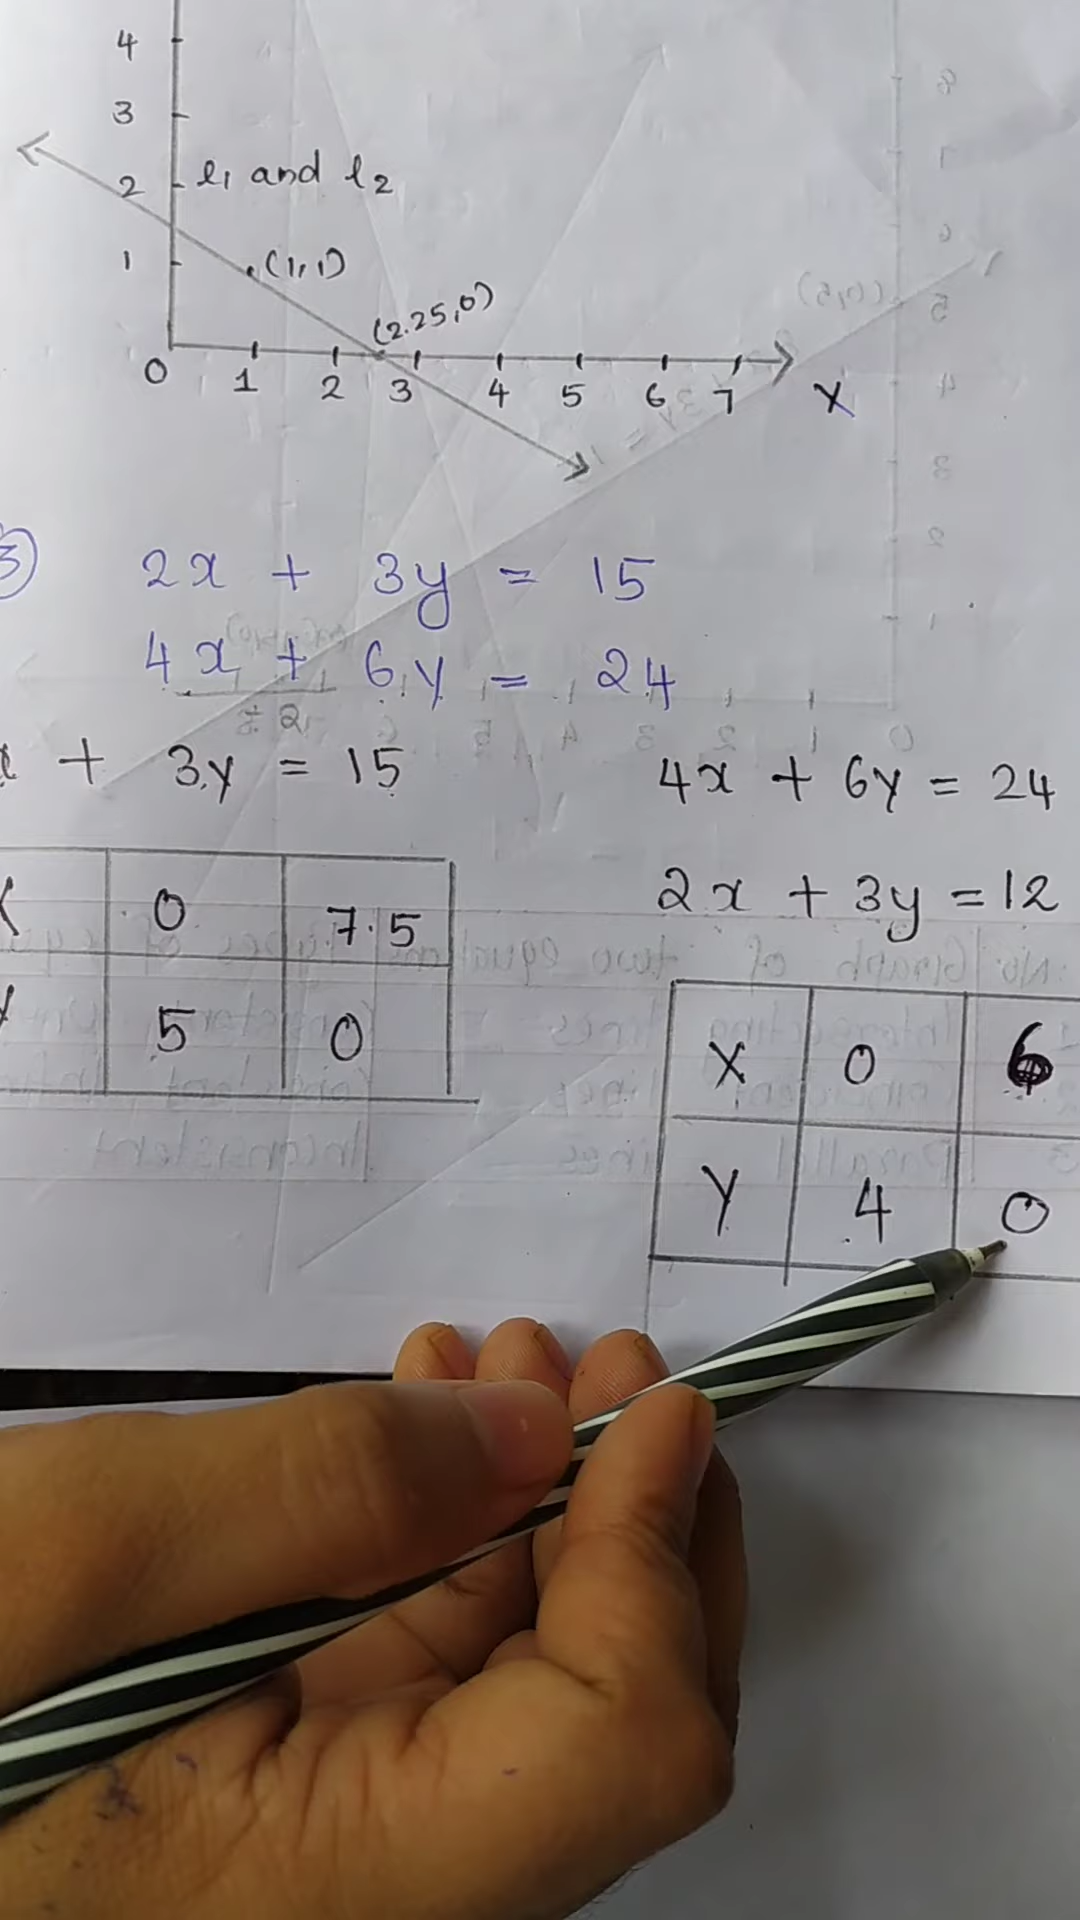 4
3
2 l₁ and l₂
1 (1,1)
(2.25,0)
0 1 2 3 4 5 6 7 X
3 2x + 3y = 15
4x + 6y = 24
x + 3y = 15
4x + 6y = 24
2x + 3y = 12
X 0 7.5
Y 5 0
X 0 6
Y 4 0